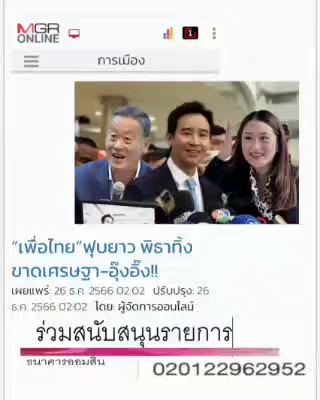 MGR
ONLINE
1
การเมือง
"เพื่อไทย"ฟุบยาว พิธาทิ้ง
ขาดเศรษฐา-อุ๊งอิ๊ง!!
เผยแพร่: 26 ธ.ค. 2566 02:02 ปรับปรุง: 26
ธ.ค. 2566 02:02 โดย: ผู้จัดการออนไลน์
ร่วมสนับสนุนรายการ
ธนาคารออมสิน 020122962952